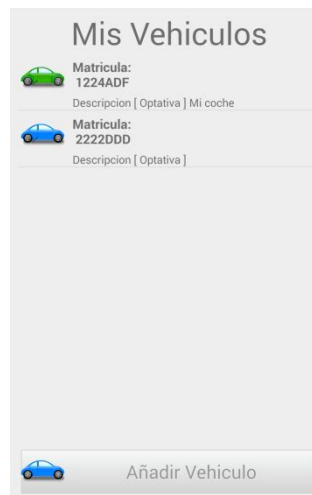 Mis Vehiculos
Matricula:
1224ADF
Descripcion [ Optativa ] Mi coche
Matricula:
2222DDD
Descripcion [ Optativa ]
Añadir Vehiculo